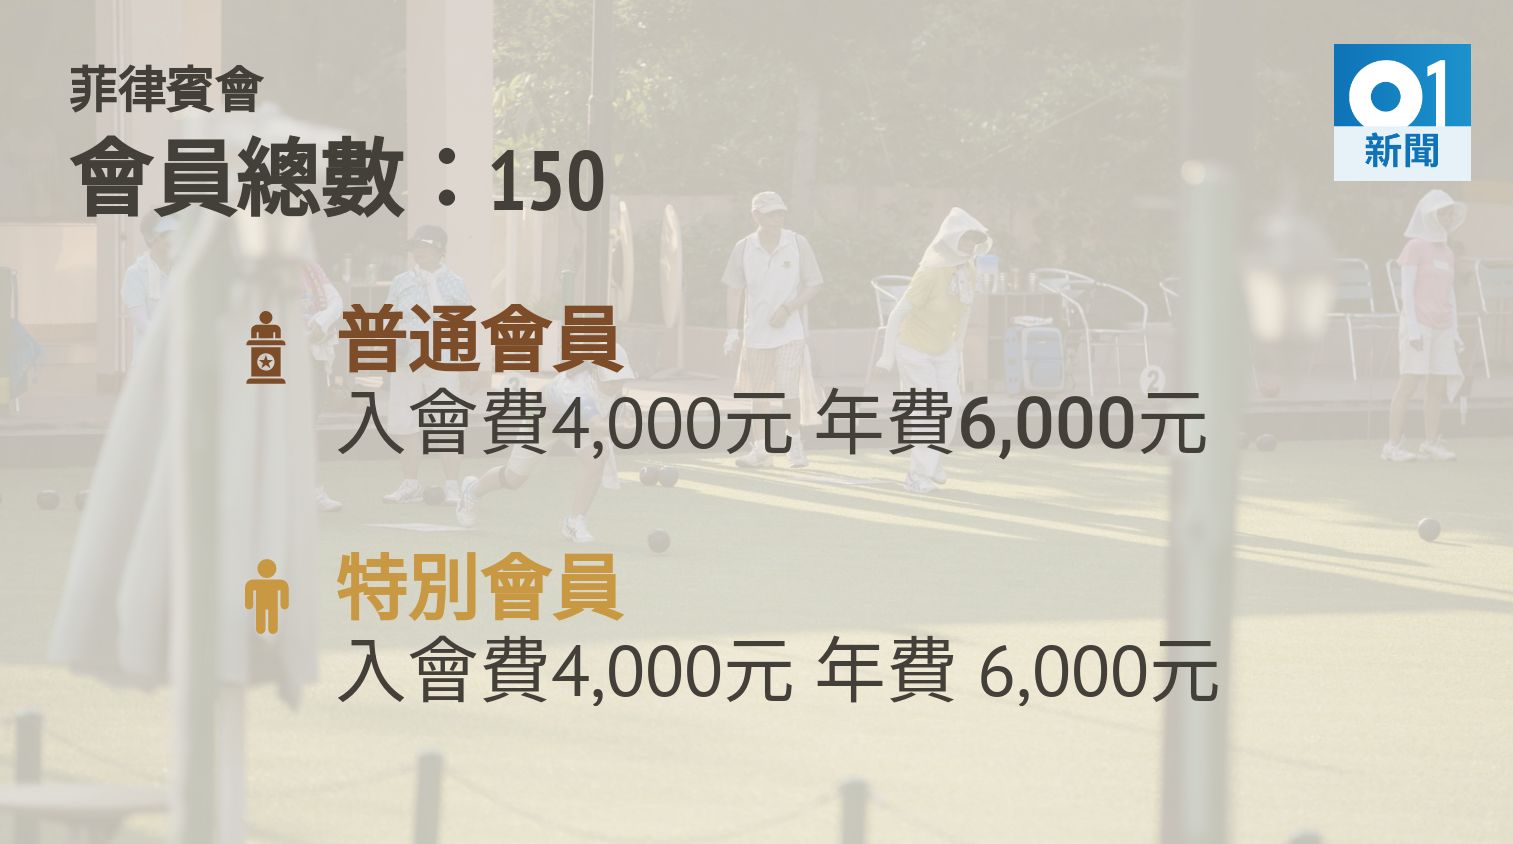 菲律賓會
會員總數：150
01
新聞
普通會員
入會費4,000元 年費6,000元
特別會員
入會費4,000元 年費 6,000元
2
2